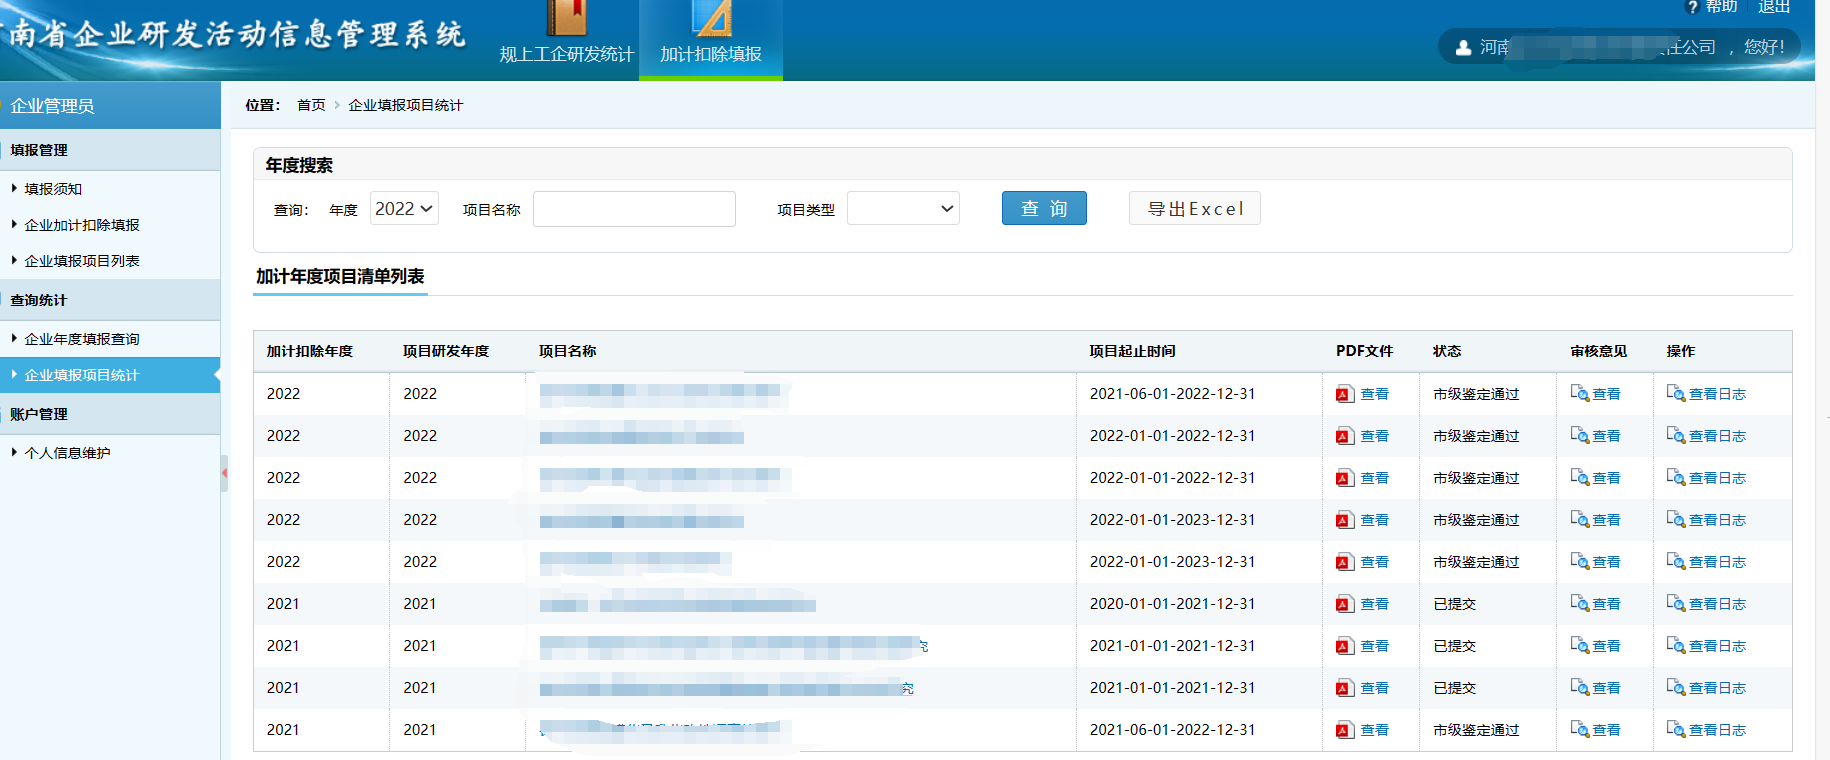 南省企业研发活动信息管理系统
规上工企研发统计
加计扣除填报
? 帮助
退出
河南
责任公司 ，您好！
企业管理员
填报管理
填报须知
企业加计扣除填报
企业填报项目列表
查询统计
企业年度填报查询
企业填报项目统计
账户管理
个人信息维护
位置： 首页 > 企业填报项目统计
年度搜索
查询： 年度 2022 项目名称 项目类型 查 询 导出Excel
加计年度项目清单列表
加计扣除年度 项目研发年度 项目名称 项目起止时间 PDF文件 状态 审核意见 操作
2022 2022 2021-06-01-2022-12-31 查看 市级鉴定通过 查看 查看日志
2022 2022 2022-01-01-2022-12-31 查看 市级鉴定通过 查看 查看日志
2022 2022 2022-01-01-2022-12-31 查看 市级鉴定通过 查看 查看日志
2022 2022 2022-01-01-2023-12-31 查看 市级鉴定通过 查看 查看日志
2022 2022 2022-01-01-2023-12-31 查看 市级鉴定通过 查看 查看日志
2021 2021 2020-01-01-2021-12-31 查看 已提交 查看 查看日志
2021 2021 究 2021-01-01-2021-12-31 查看 已提交 查看 查看日志
2021 2021 究 2021-01-01-2021-12-31 查看 已提交 查看 查看日志
2021 2021 2021-06-01-2022-12-31 查看 市级鉴定通过 查看 查看日志